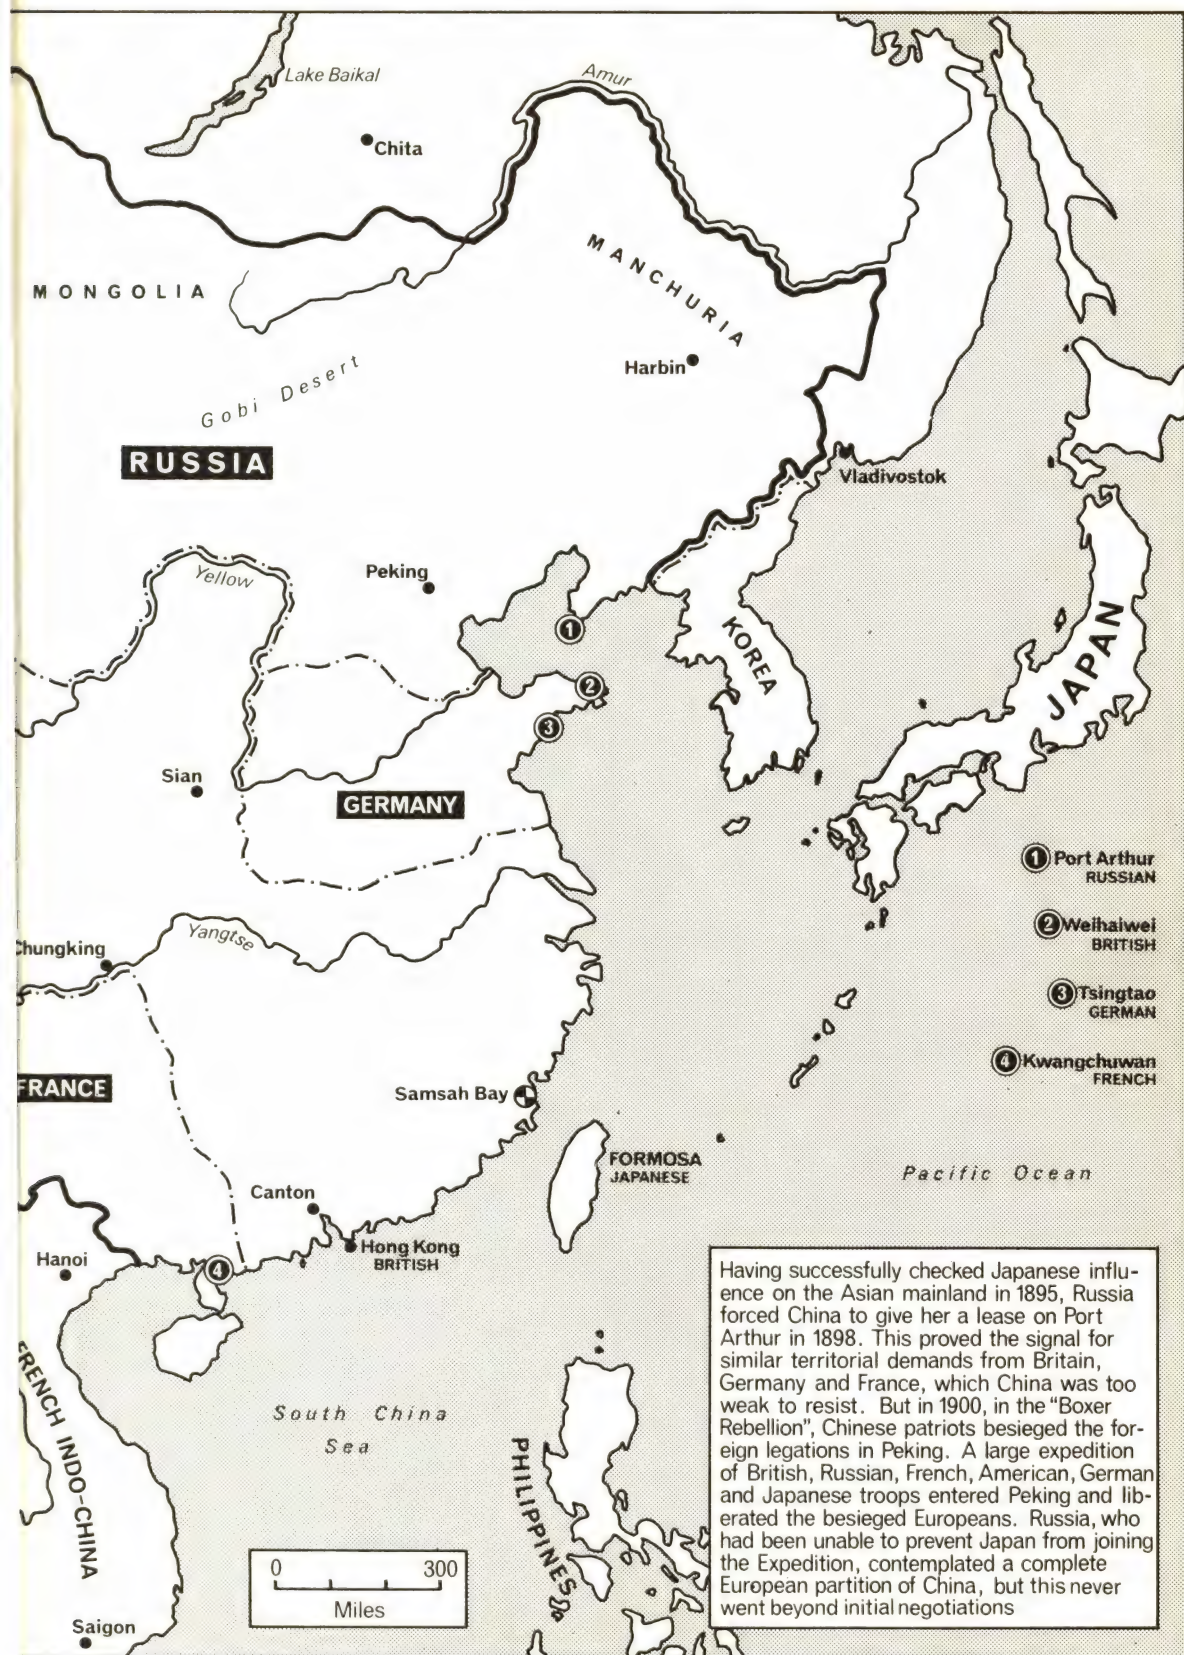 Lake Baikal
Amur
Chita
MONGOLIA
MANCHURIA
Gobi Desert
Harbin
RUSSIA
Vladivostok
Yellow
Peking
1
KOREA
JAPAN
2
3
Sian
GERMANY
1 Port Arthur
RUSSIAN
2 Weihaiwei
BRITISH
3 Tsingtao
GERMAN
4 Kwangchuwan
FRENCH
Chungking
Yangtse
FRANCE
Samsah Bay
FORMOSA
JAPANESE
Pacific Ocean
Canton
Hong Kong
BRITISH
Hanoi
4
FRENCH INDO-CHINA
South China
Sea
PHILIPPINES
Saigon
0 300
Miles
Having successfully checked Japanese influ-
ence on the Asian mainland in 1895, Russia
forced China to give her a lease on Port
Arthur in 1898. This proved the signal for
similar territorial demands from Britain,
Germany and France, which China was too
weak to resist. But in 1900, in the "Boxer
Rebellion", Chinese patriots besieged the for-
eign legations in Peking. A large expedition
of British, Russian, French, American, German
and Japanese troops entered Peking and lib-
erated the besieged Europeans. Russia, who
had been unable to prevent Japan from joining
the Expedition, contemplated a complete
European partition of China, but this never
went beyond initial negotiations